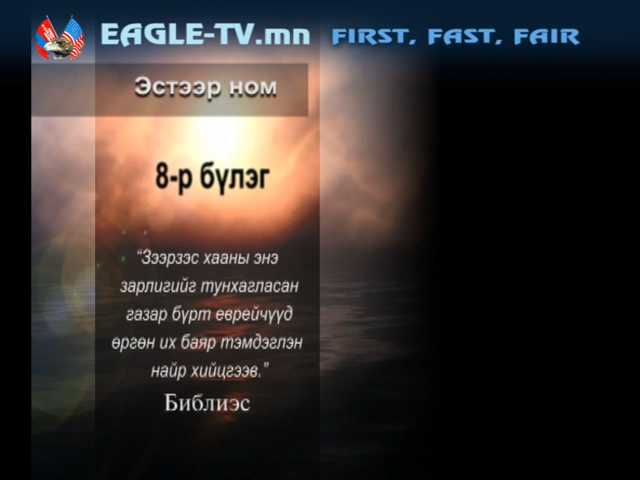 EAGLE-TV.mn FIRST, FAST, FAIR
Эстээр ном
8-р бүлэг
“Зээрзэс хааны энэ
зарлигийг тунхагласан
газар бүрт еврейчүүд
өргөн их баяр тэмдэглэн
найр хийцгээв.”
Библиэс